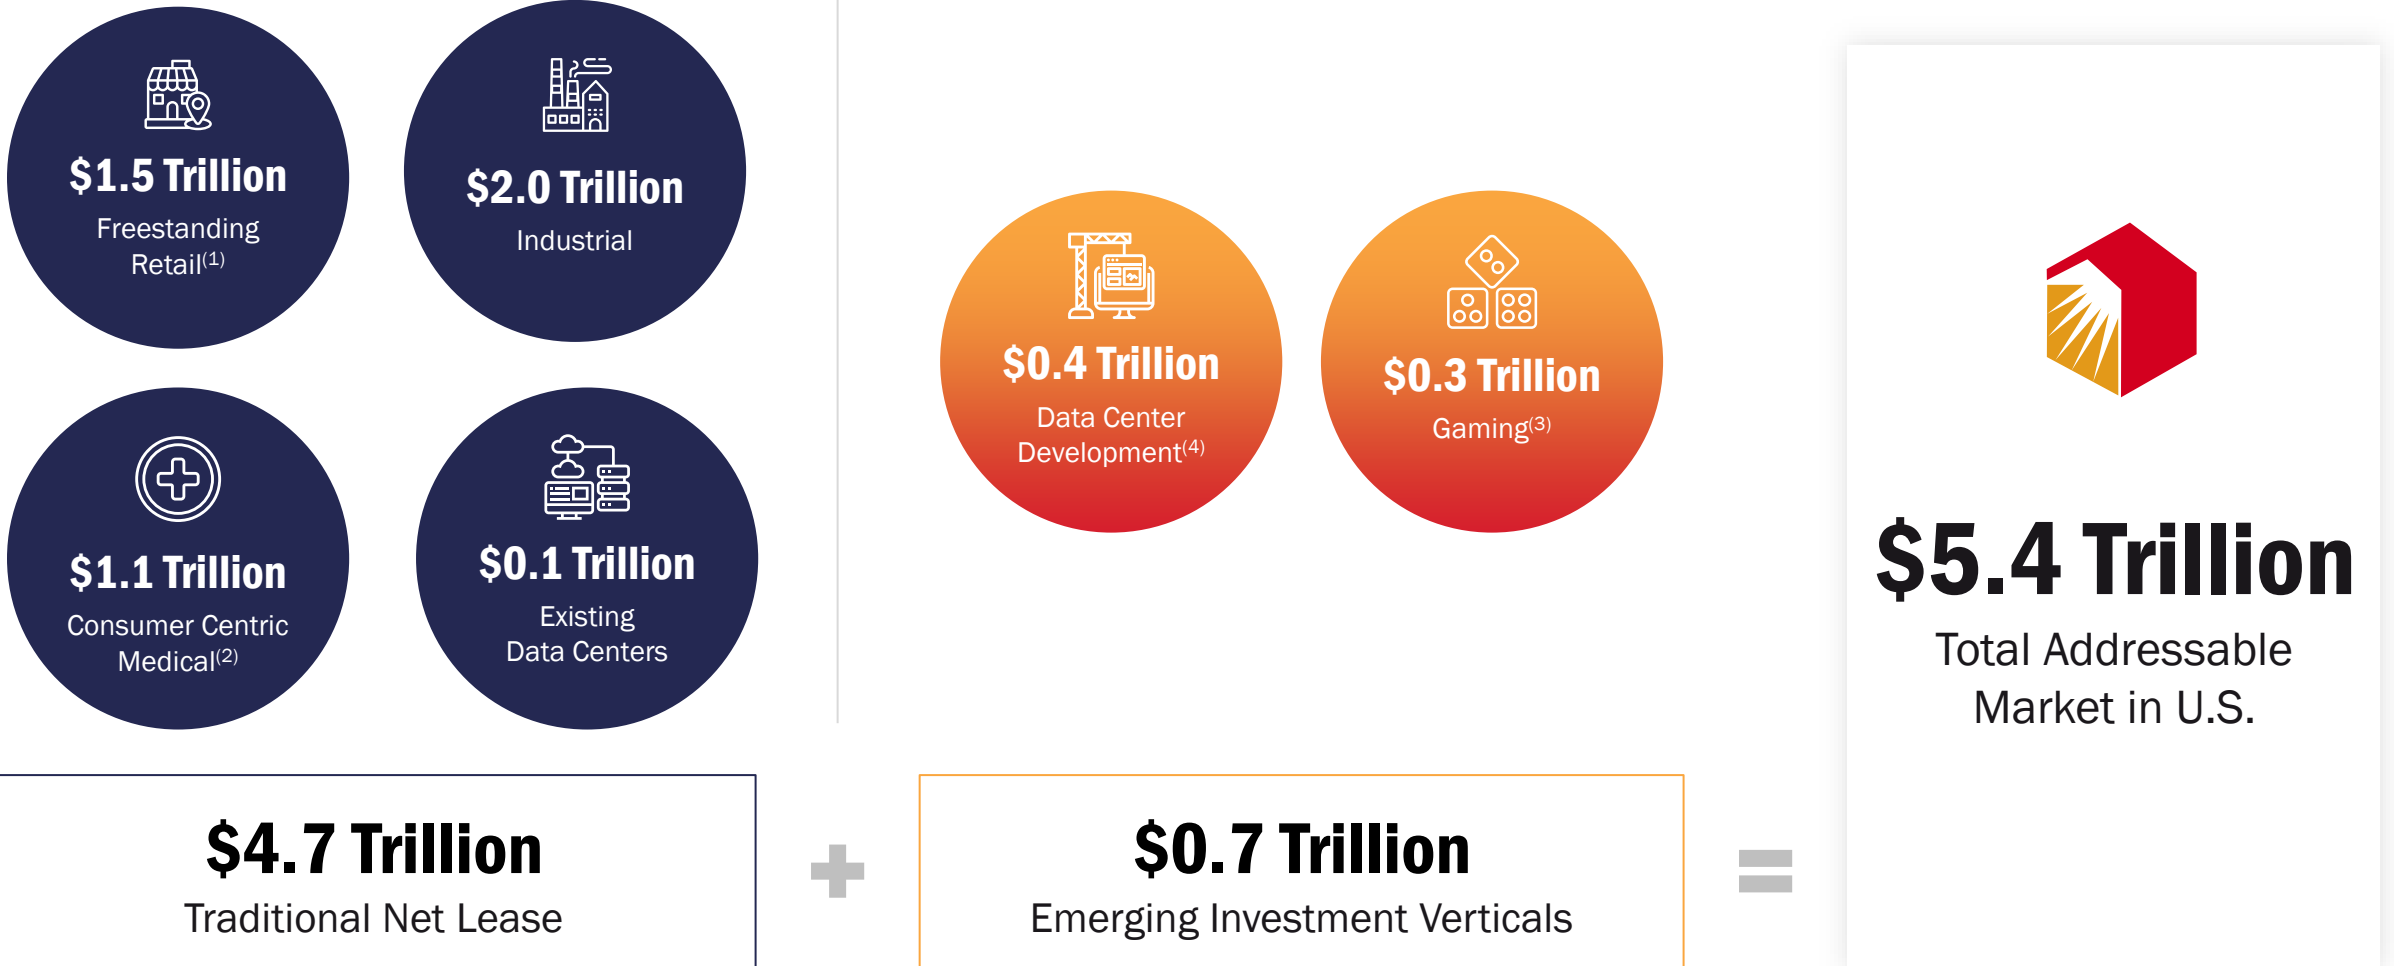 $1.5 Trillion
Freestanding
Retail(1)
$2.0 Trillion
Industrial
$1.1 Trillion
Consumer Centric
Medical(2)
$0.1 Trillion
Existing
Data Centers
$4.7 Trillion
Traditional Net Lease
$0.4 Trillion
Data Center
Development(4)
$0.3 Trillion
Gaming(3)
$0.7 Trillion
Emerging Investment Verticals
$5.4 Trillion
Total Addressable
Market in U.S.